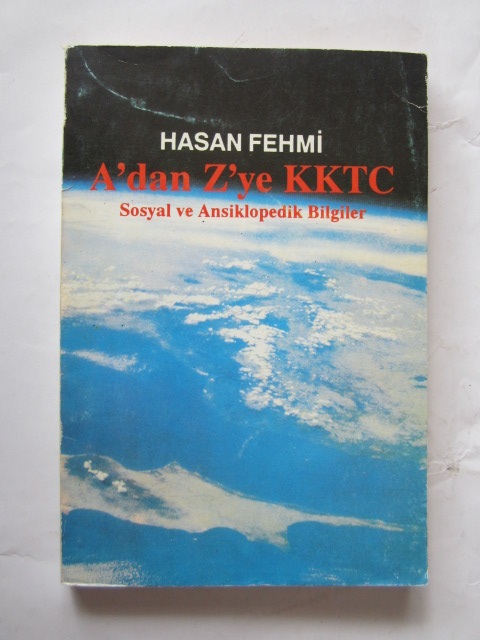 HASAN FEHMİ
A'dan Z'ye KKTC
Sosyal ve Ansiklopedik Bilgiler